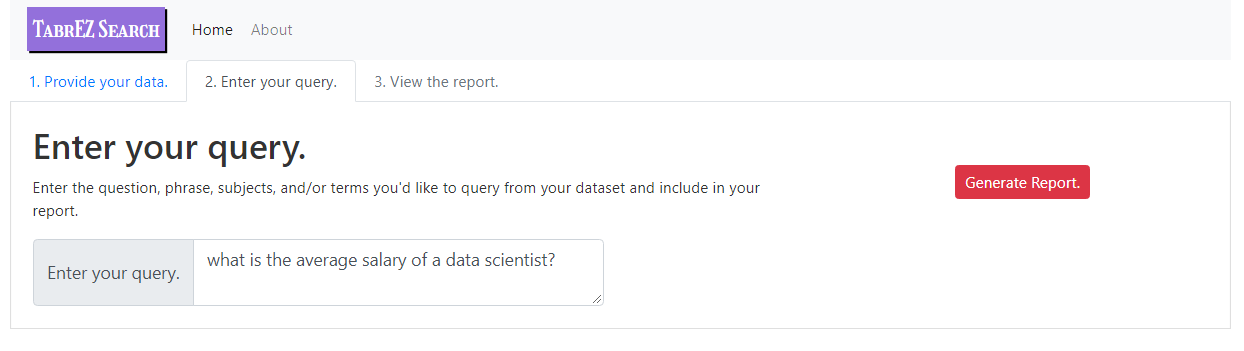 TabrEZ Search
Home
About
1. Provide your data.
2. Enter your query.
3. View the report.
Enter your query.
Enter the question, phrase, subjects, and/or terms you'd like to query from your dataset and include in your
report.
Generate Report.
Enter your query.
what is the average salary of a data scientist?